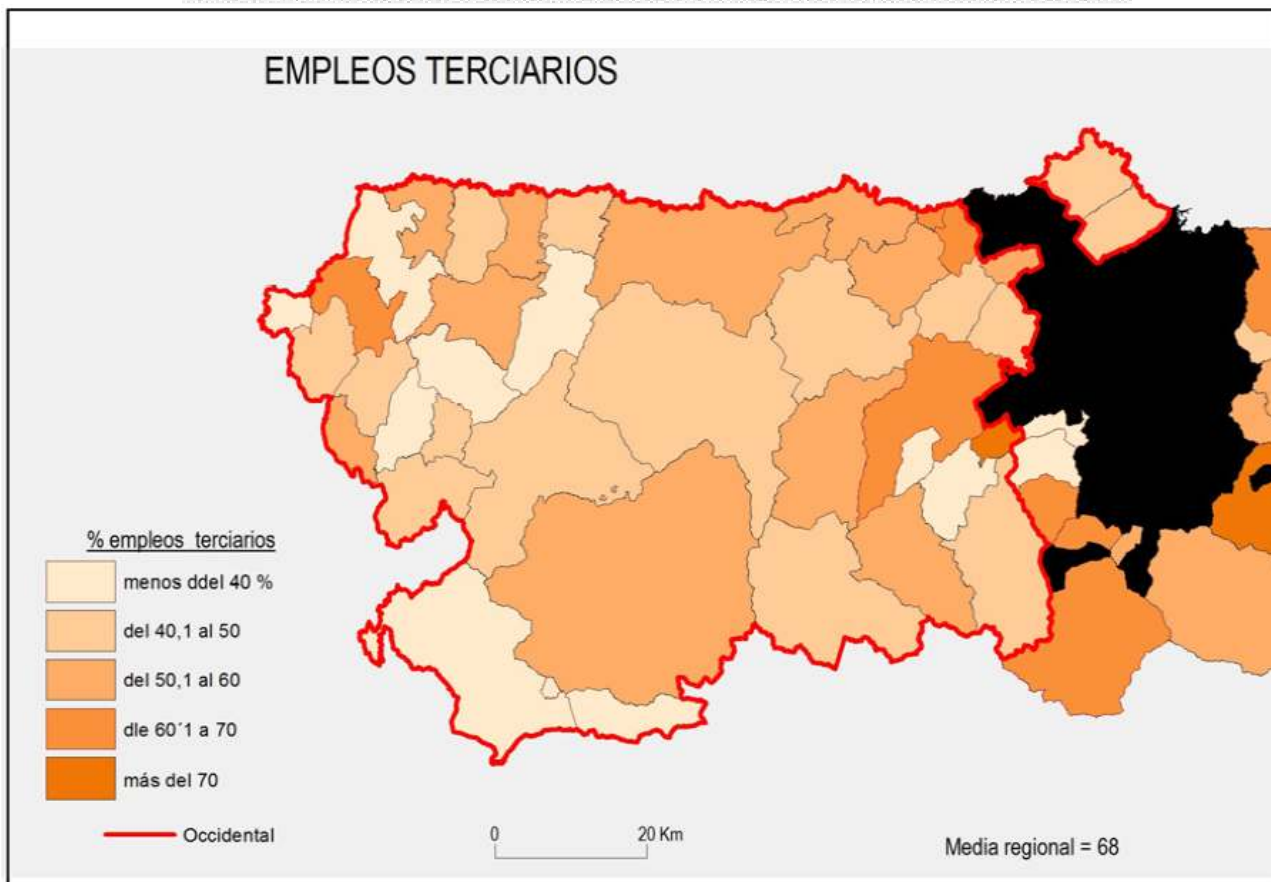 EMPLEOS TERCIARIOS
% empleos terciarios
menos ddel 40 %
del 40,1 al 50
del 50,1 al 60
dle 60´1 a 70
más del 70
Occidental
0 20 Km
Media regional = 68